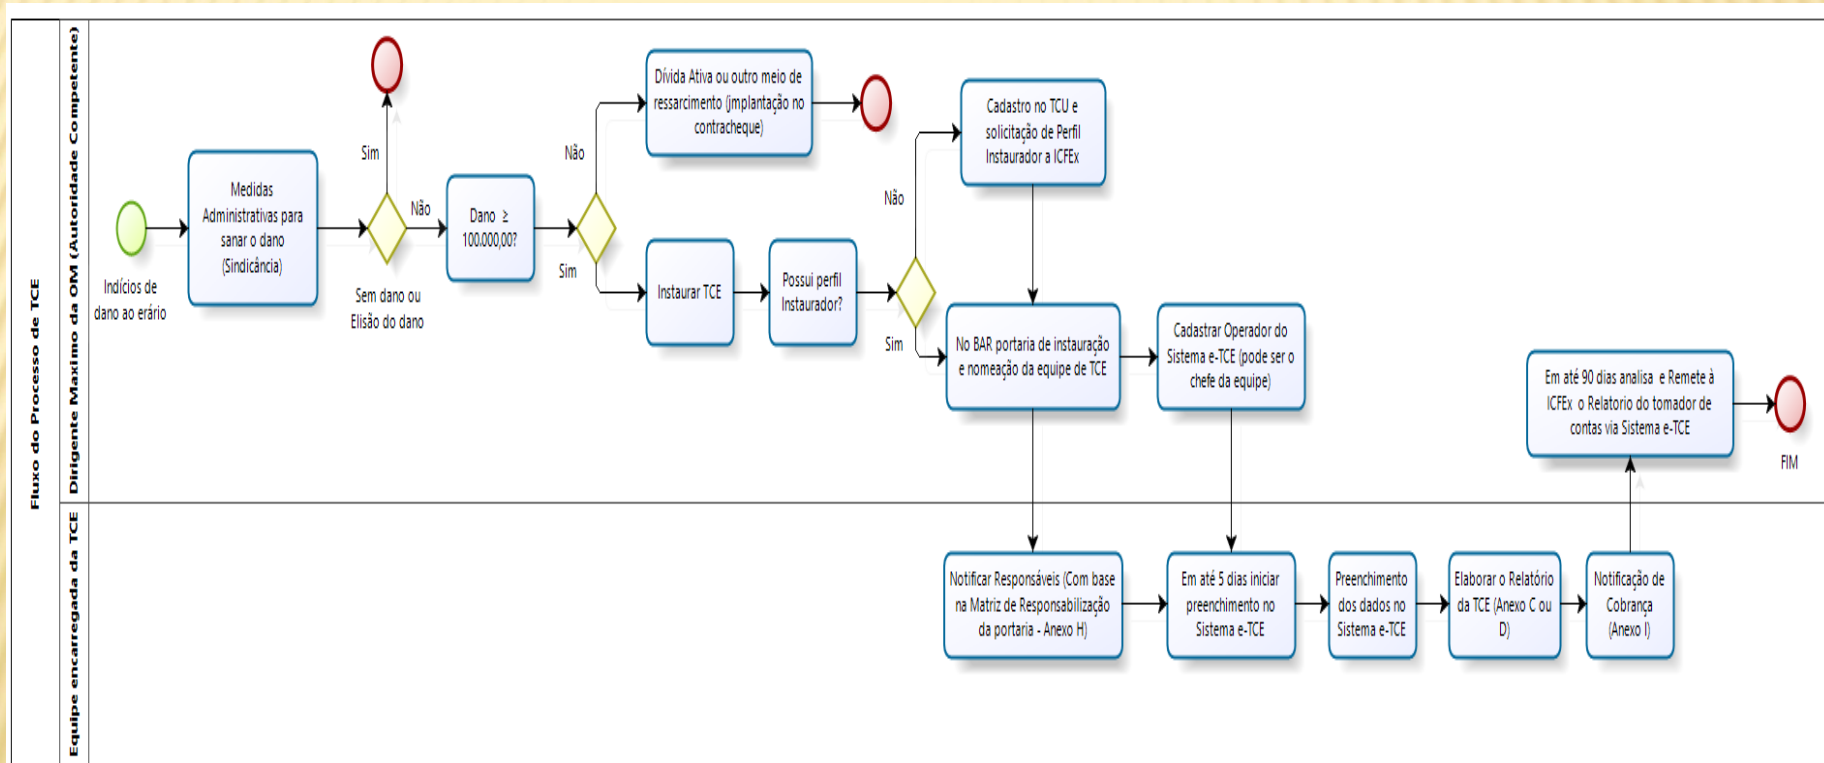 Fluxo do Processo de TCE
Dirigente Maximo da OM (Autoridade Competente)
Indícios de
dano ao erário
Medidas
Administrativas para
sanar o dano
(Sindicância)
Sim
Não
Sem dano ou
Elisão do dano
Dano ≥
100.000,00?
Não
Sim
Dívida Ativa ou outro meio de
ressarcimento (implantação no
contracheque)
Instaurar TCE
Possui perfil
Instaurador?
Não
Sim
Cadastro no TCU e
solicitação de Perfil
Instaurador a ICFEx
No BAR portaria de instauração
e nomeação da equipe de TCE
Cadastrar Operador do
Sistema e-TCE (pode ser o
chefe da equipe)
Em até 90 dias analisa e Remete à
ICFEx o Relatorio do tomador de
contas via Sistema e-TCE
FIM
Equipe encarregada da TCE
Notificar Responsáveis (Com base
na Matriz de Responsabilização
da portaria - Anexo H)
Em até 5 dias iniciar
preenchimento no
Sistema e-TCE
Preenchimento
dos dados no
Sistema e-TCE
Elaborar o Relatório
da TCE (Anexo C ou
D)
Notificação de
Cobrança
(Anexo I)